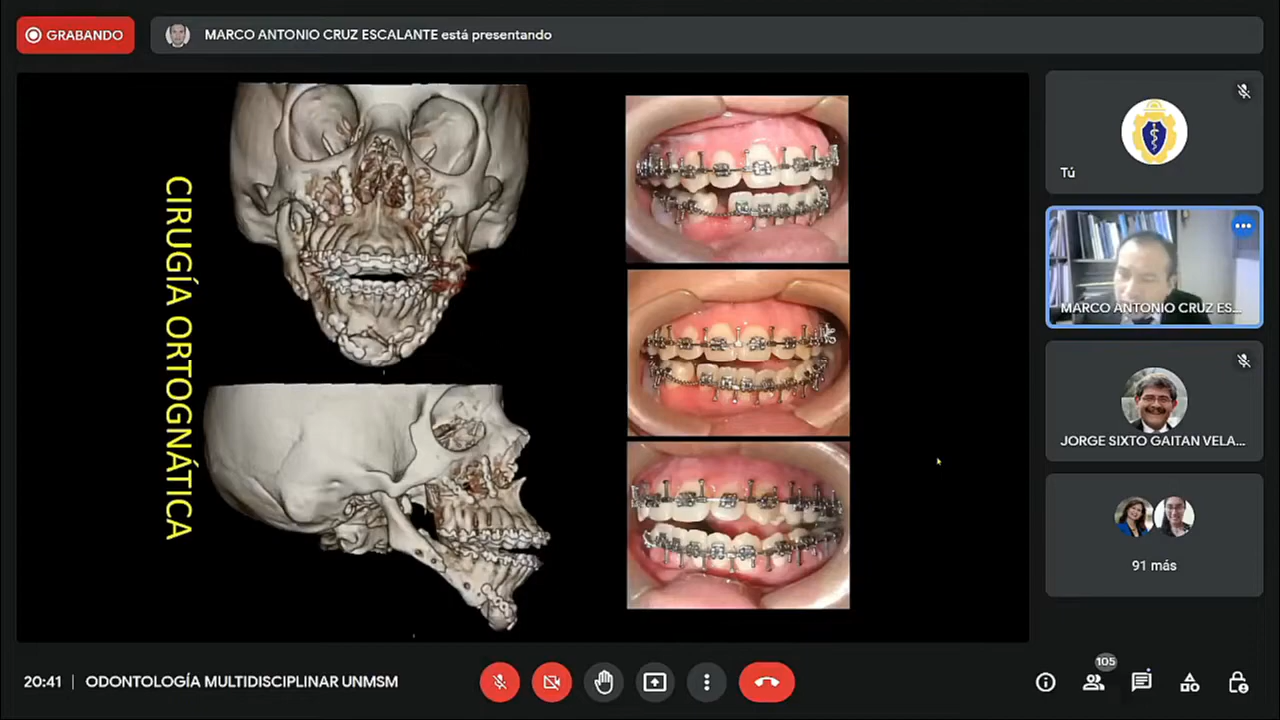 GRABANDO
MARCO ANTONIO CRUZ ESCALANTE está presentando
CIRUGÍA ORTOGNÁTICA
Tú
MARCO ANTONIO CRUZ ES...
JORGE SIXTO GAITAN VELA...
91 más
20:41 | ODONTOLOGÍA MULTIDISCIPLINAR UNMSM
105